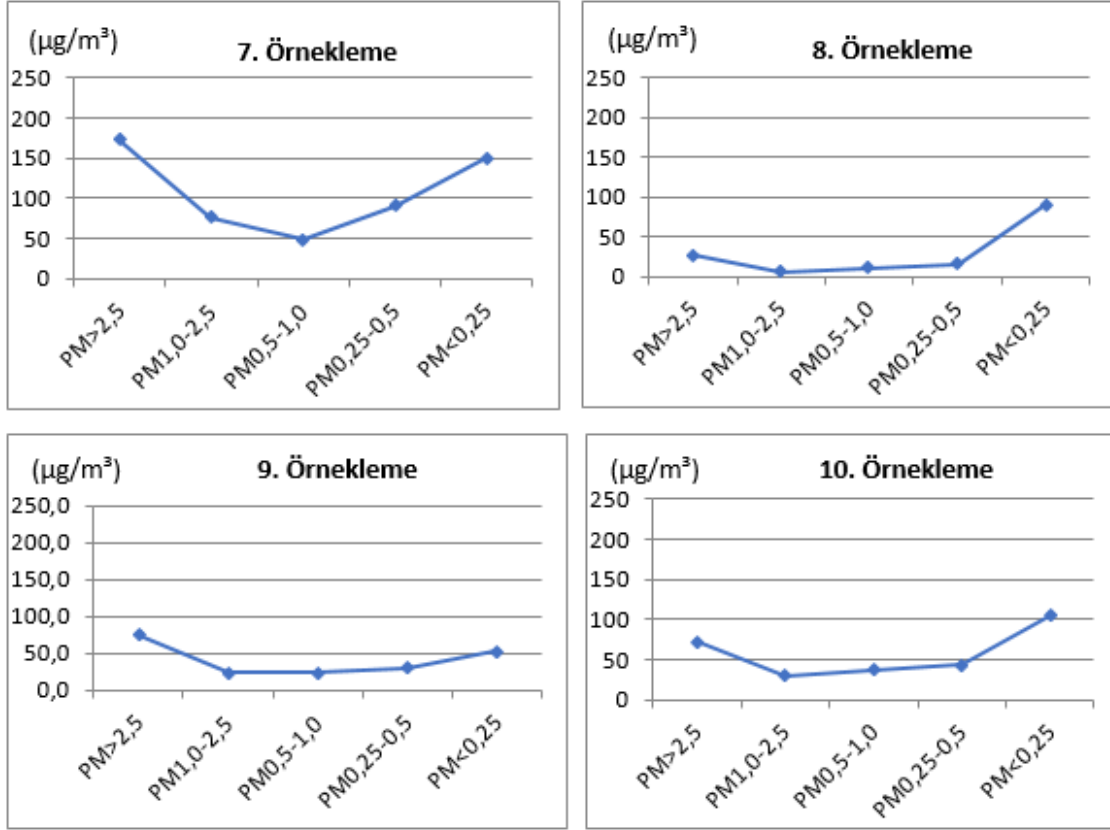 (µg/m³)
7. Örnekleme
250
200
150
100
50
0
PM>2,5
PM1,0-2,5
PM0,5-1,0
PM0,25-0,5
PM<0,25
(µg/m³)
8. Örnekleme
250
200
150
100
50
0
PM>2,5
PM1,0-2,5
PM0,5-1,0
PM0,25-0,5
PM<0,25
(µg/m³)
9. Örnekleme
250,0
200,0
150,0
100,0
50,0
0,0
PM>2,5
PM1,0-2,5
PM0,5-1,0
PM0,25-0,5
PM<0,25
(µg/m³)
10. Örnekleme
250
200
150
100
50
0
PM>2,5
PM1,0-2,5
PM0,5-1,0
PM0,25-0,5
PM<0,25